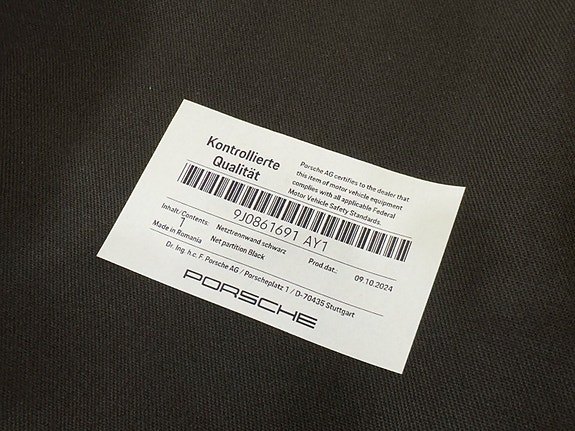 Kontrollierte
Qualität
Porsche AG certifies to the dealer that
this item of motor vehicle equipment
complies with all applicable Federal
Motor Vehicle Safety Standards.
9J0861691 AY1
Inhalt/Contents: Netztrennwand schwarz Prod.dat.: 09.10.2024
Made in Romania Net partition Black
Dr. Ing. h.c. F. Porsche AG / Porscheplatz 1 / D-70435 Stuttgart
PORSCHE